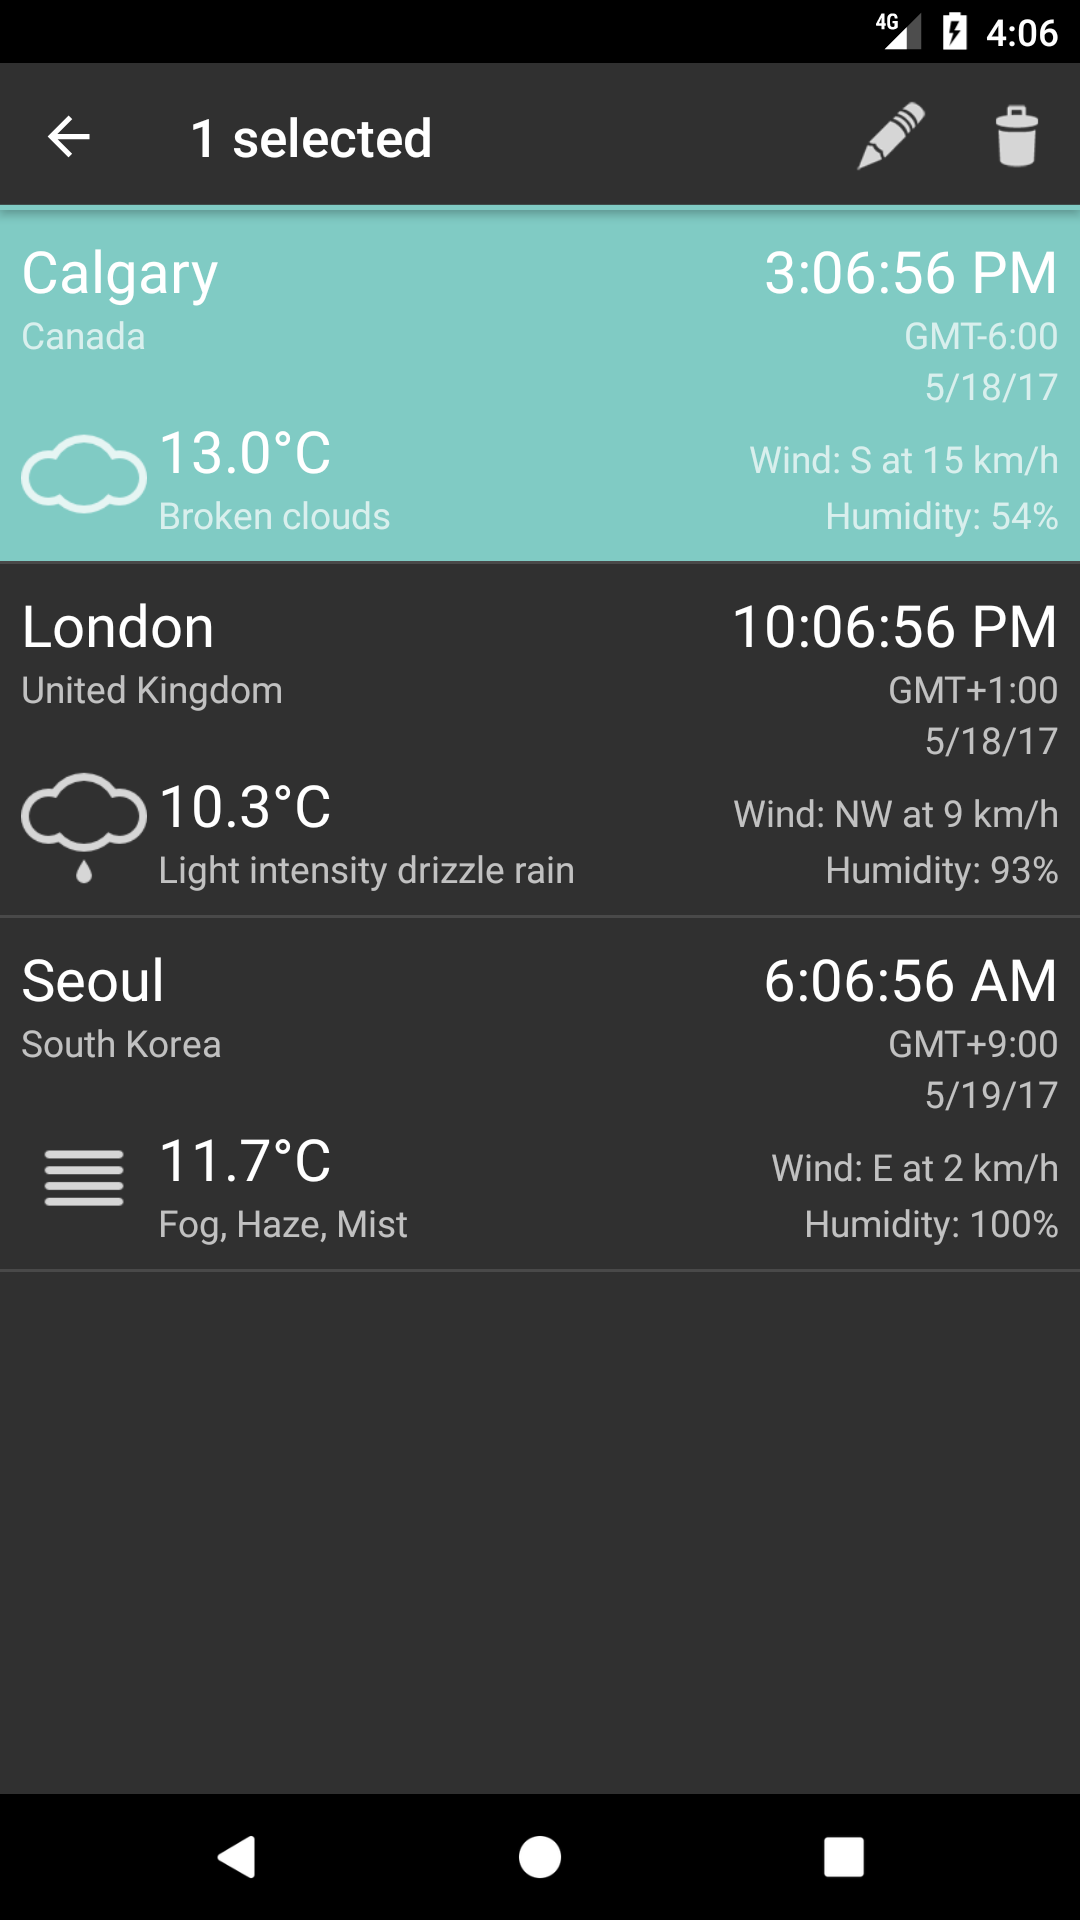 4G 4:06
1 selected
Calgary 3:06:56 PM
Canada GMT-6:00
5/18/17
13.0°C Wind: S at 15 km/h
Broken clouds Humidity: 54%
London 10:06:56 PM
United Kingdom GMT+1:00
5/18/17
10.3°C Wind: NW at 9 km/h
Light intensity drizzle rain Humidity: 93%
Seoul 6:06:56 AM
South Korea GMT+9:00
5/19/17
11.7°C Wind: E at 2 km/h
Fog, Haze, Mist Humidity: 100%